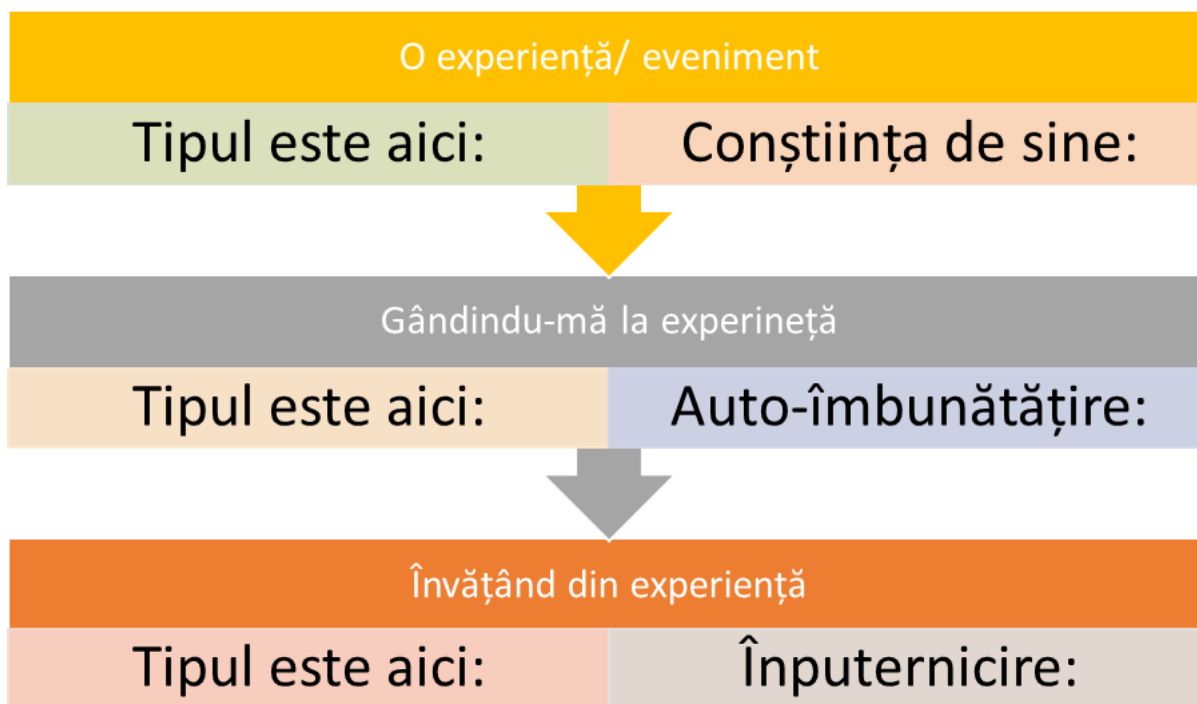 O experiență/ eveniment
Tipul este aici:
Conștiința de sine:
Gândindu-mă la experineță
Tipul este aici:
Auto-îmbunătățire:
Învățând din experiență
Tipul este aici:
Înputernicire: